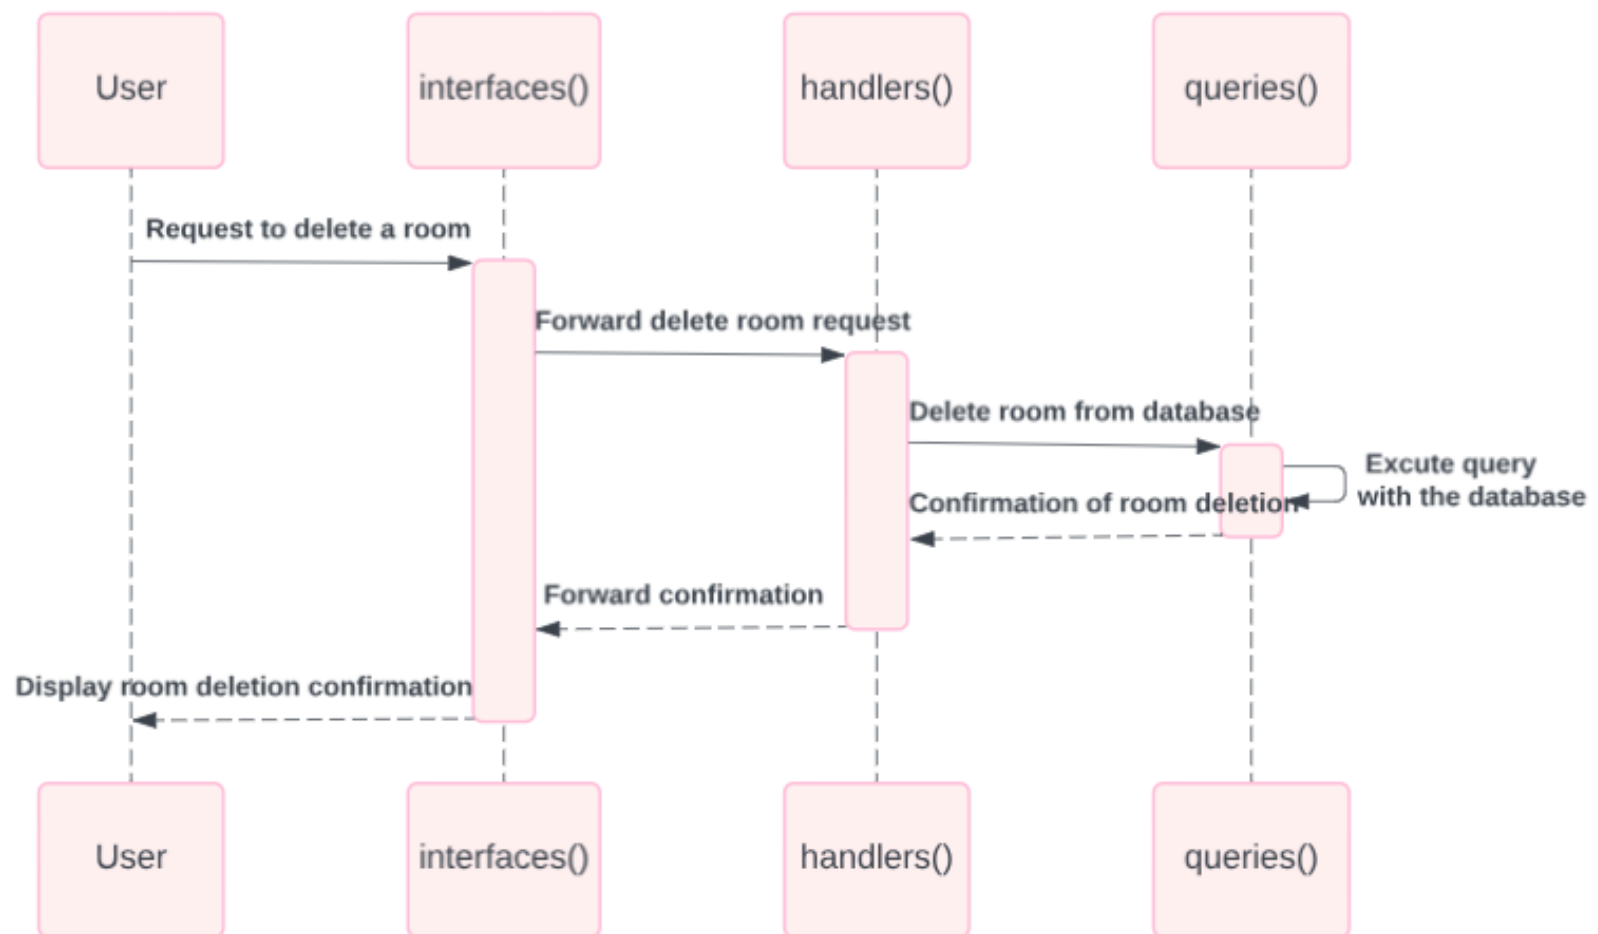 User
interfaces()
handlers()
queries()
Request to delete a room
Forward delete room request
Delete room from database
Excute query
with the database
Confirmation of room deletion
Forward confirmation
Display room deletion confirmation
User
interfaces()
handlers()
queries()